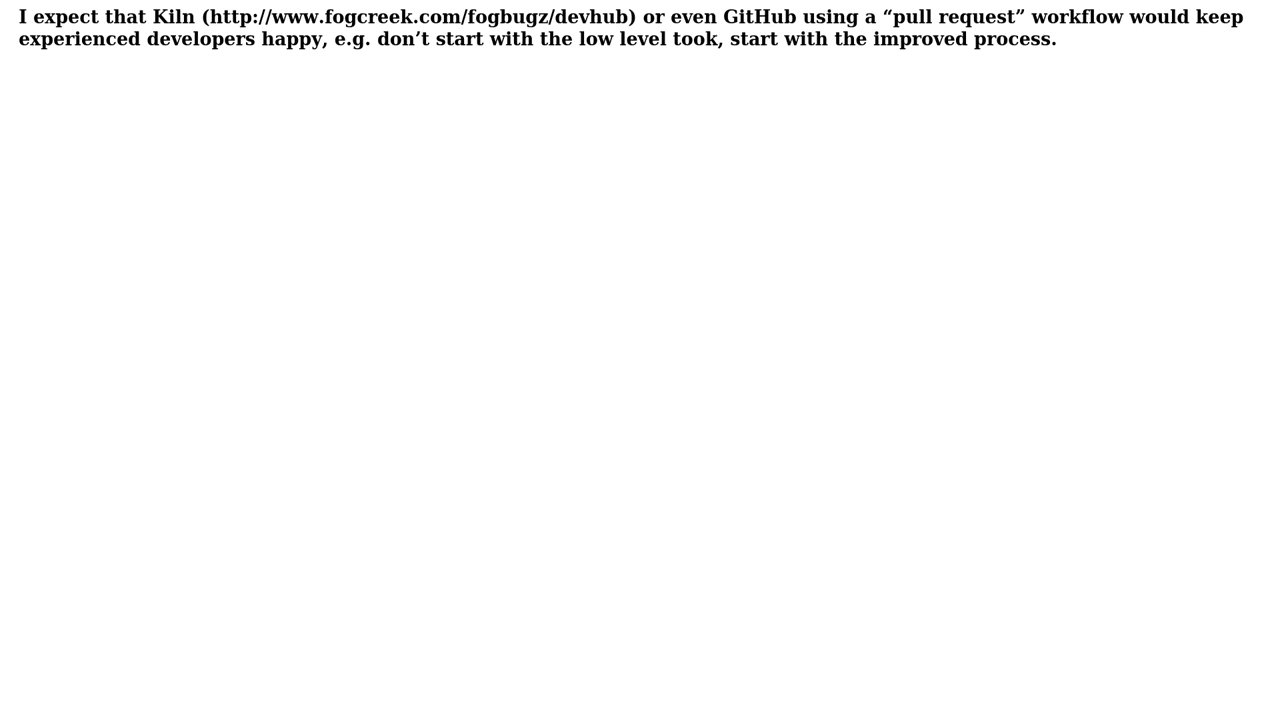 I expect that Kiln (http://www.fogcreek.com/fogbugz/devhub) or even GitHub using a “pull request” workflow would keep
experienced developers happy, e.g. don’t start with the low level took, start with the improved process.